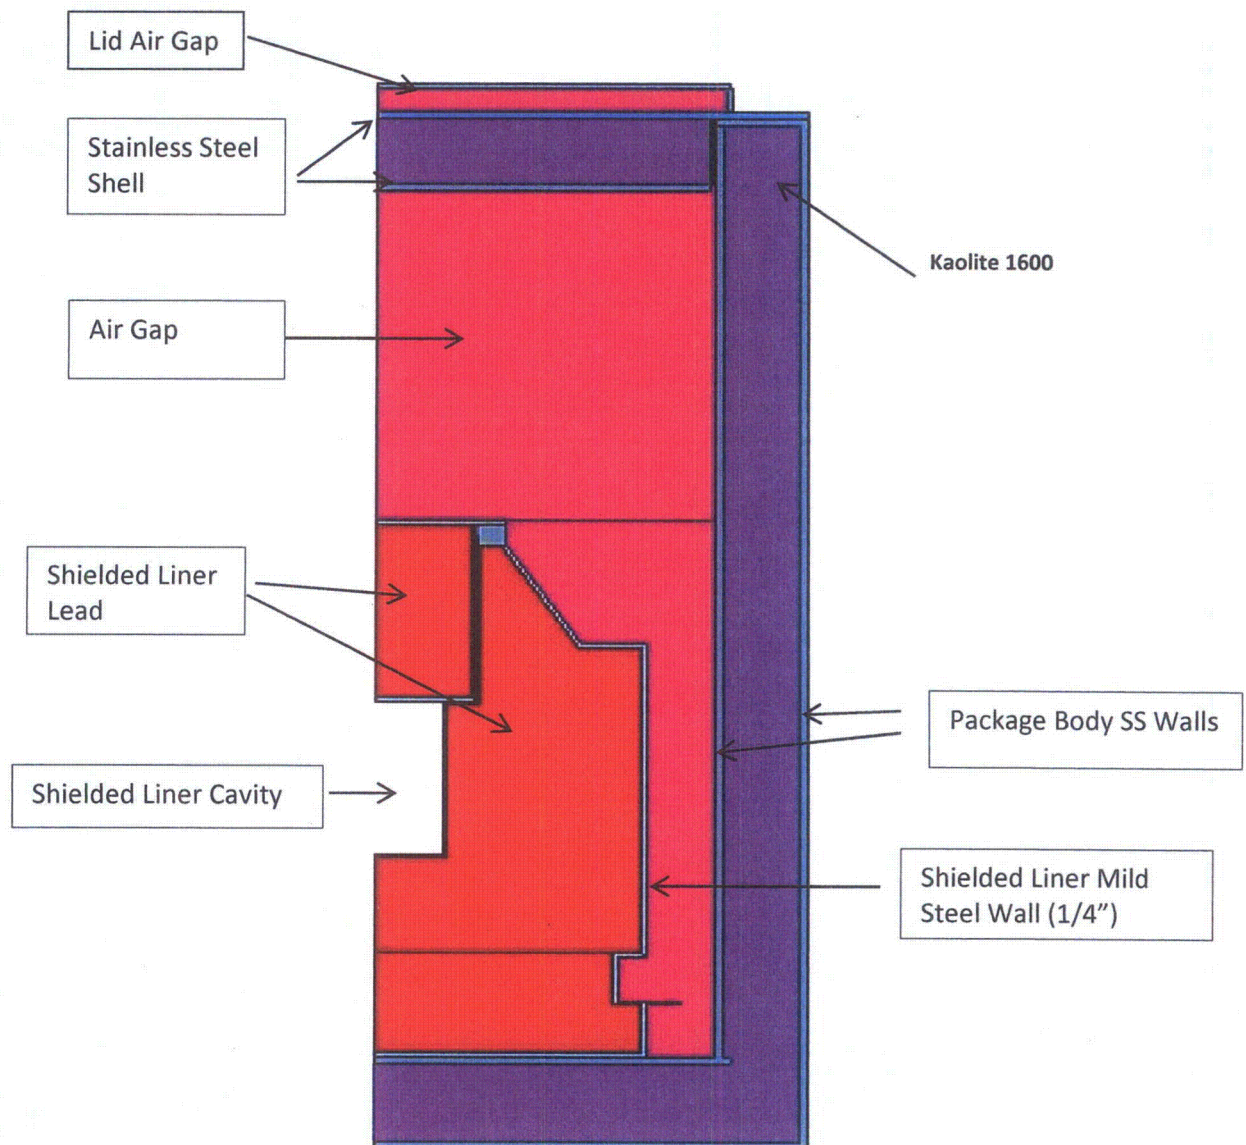 Lid Air Gap
Stainless Steel
Shell
Kaolite 1600
Air Gap
Shielded Liner
Lead
Package Body SS Walls
Shielded Liner Cavity
Shielded Liner Mild
Steel Wall (1/4”)